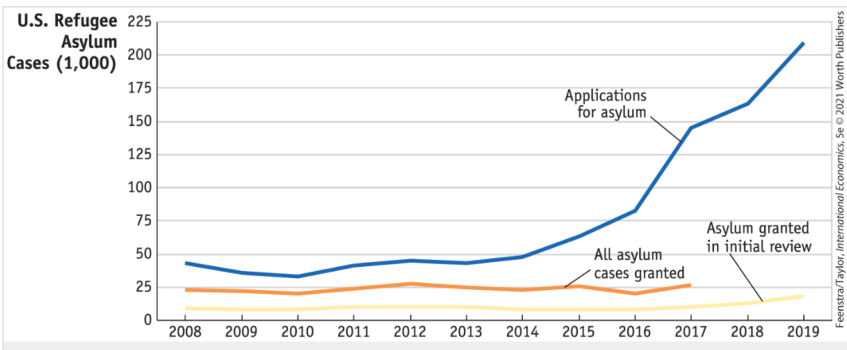 U.S. Refugee
Asylum
Cases (1,000)
225
200
175
150
125
100
75
50
25
0
Applications
for asylum
All asylum
cases granted
Asylum granted
in initial review
2008 2009 2010 2011 2012 2013 2014 2015 2016 2017 2018 2019
Feenstra/Taylor, International Economics, 5e © 2021 Worth Publishers